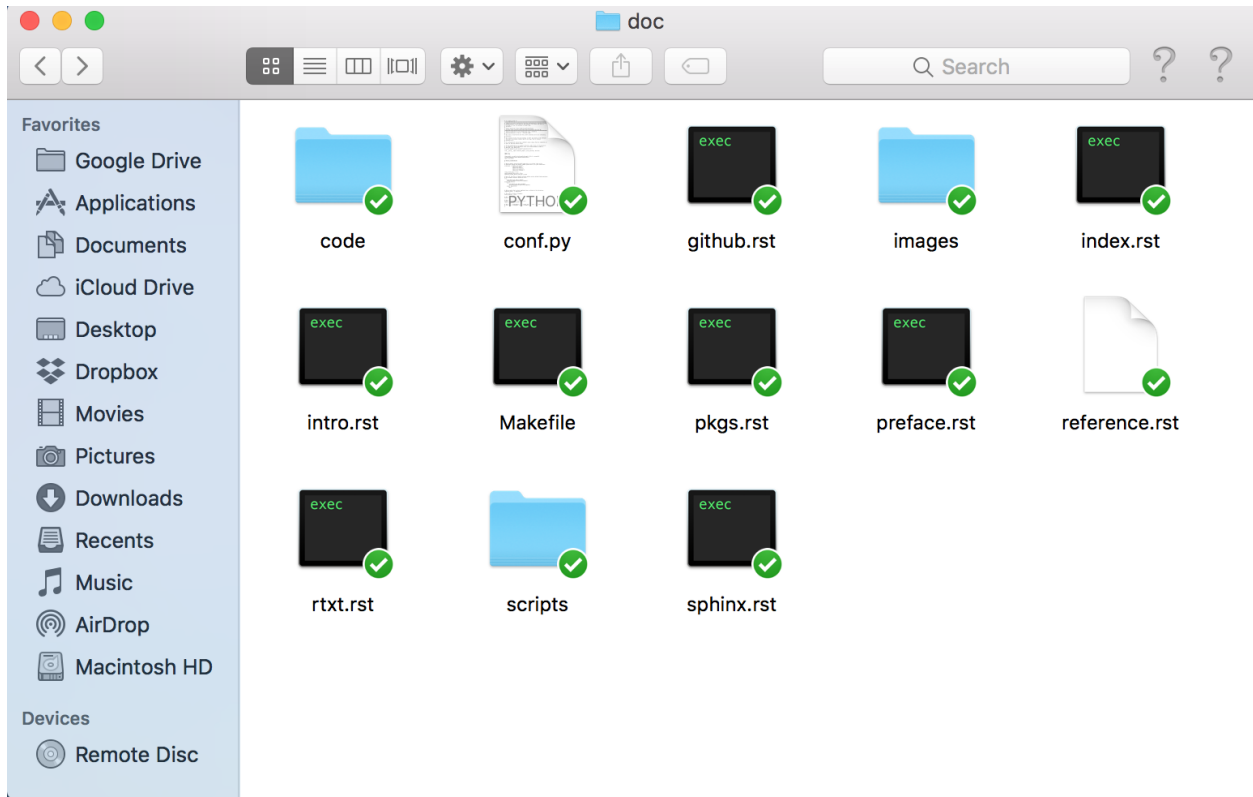 doc
Search
Favorites
Google Drive
Applications
Documents
iCloud Drive
Desktop
Dropbox
Movies
Pictures
Downloads
Recents
Music
AirDrop
Macintosh HD
Devices
Remote Disc
PYTHO
exec
exec
code
conf.py
github.rst
images
index.rst
exec
exec
exec
exec
intro.rst
Makefile
pkgs.rst
preface.rst
reference.rst
exec
exec
rtxt.rst
scripts
sphinx.rst